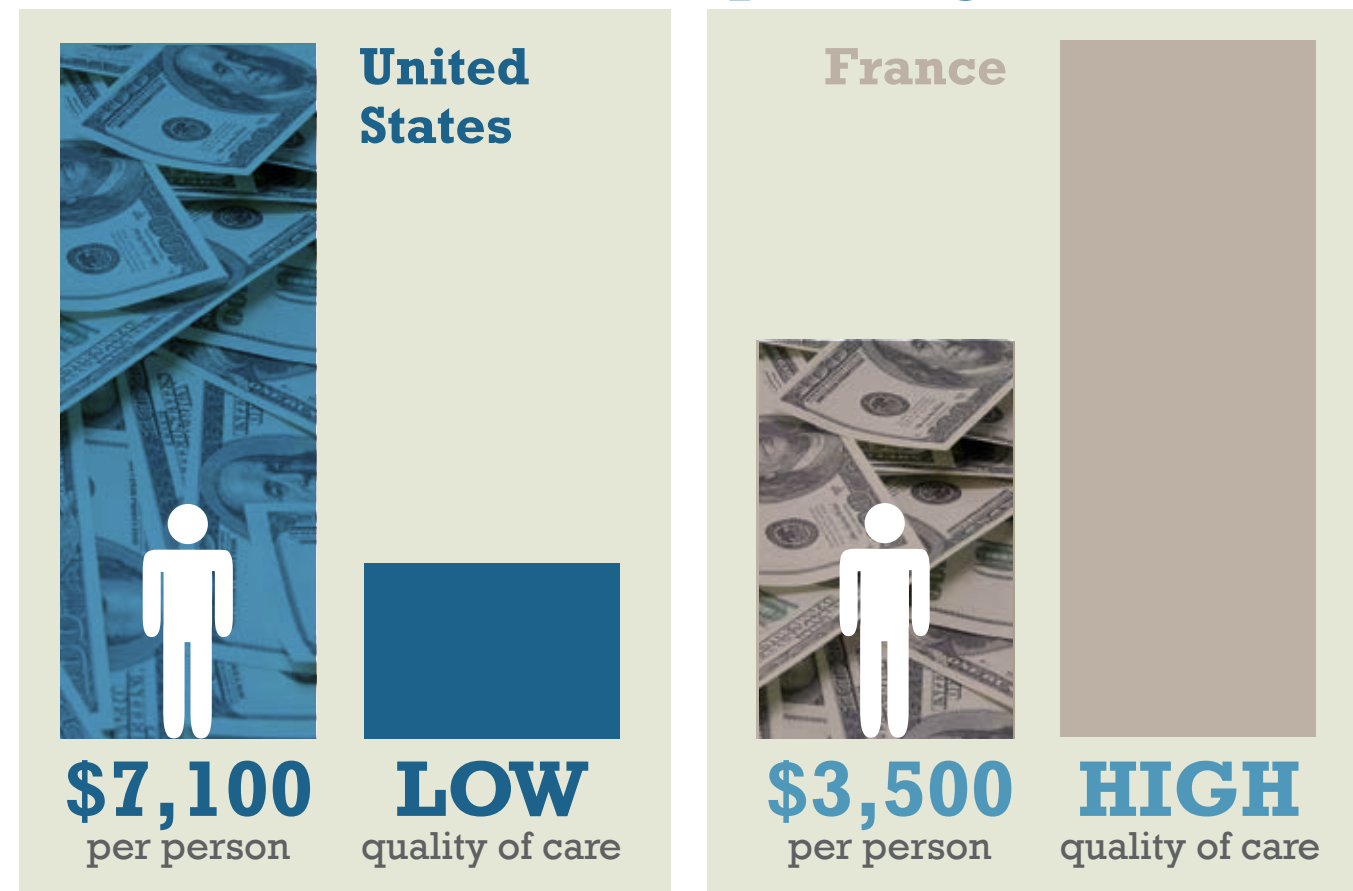 United
States
$7,100
per person
LOW
quality of care
France
$3,500
per person
HIGH
quality of care